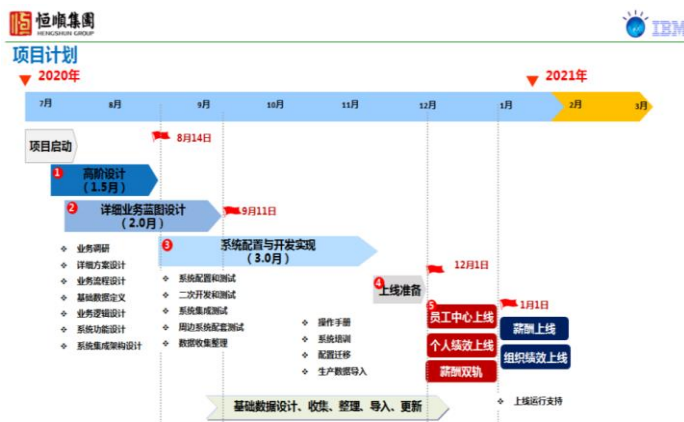 恒顺集團
HENGSHUN GROUP
IBM
项目计划
2020年
2021年
7月
8月
9月
10月
11月
12月
1月
2月
3月
项目启动
8月14日
1
高阶设计
（1.5月）
2
详细业务蓝图设计
（2.0月）
9月11日
3
系统配置与开发实现
（3.0月）
4
上线准备
12月1日
5
员工中心上线
个人绩效上线
薪酬双轨
1月1日
薪酬上线
组织绩效上线
业务调研
详细方案设计
业务流程设计
基础数据定义
业务逻辑设计
系统功能设计
系统集成架构设计
系统配置和测试
二次开发和测试
系统集成测试
周边系统配套测试
数据收集整理
操作手册
系统培训
配置迁移
生产数据导入
上线运行支持
基础数据设计、收集、整理、导入、更新